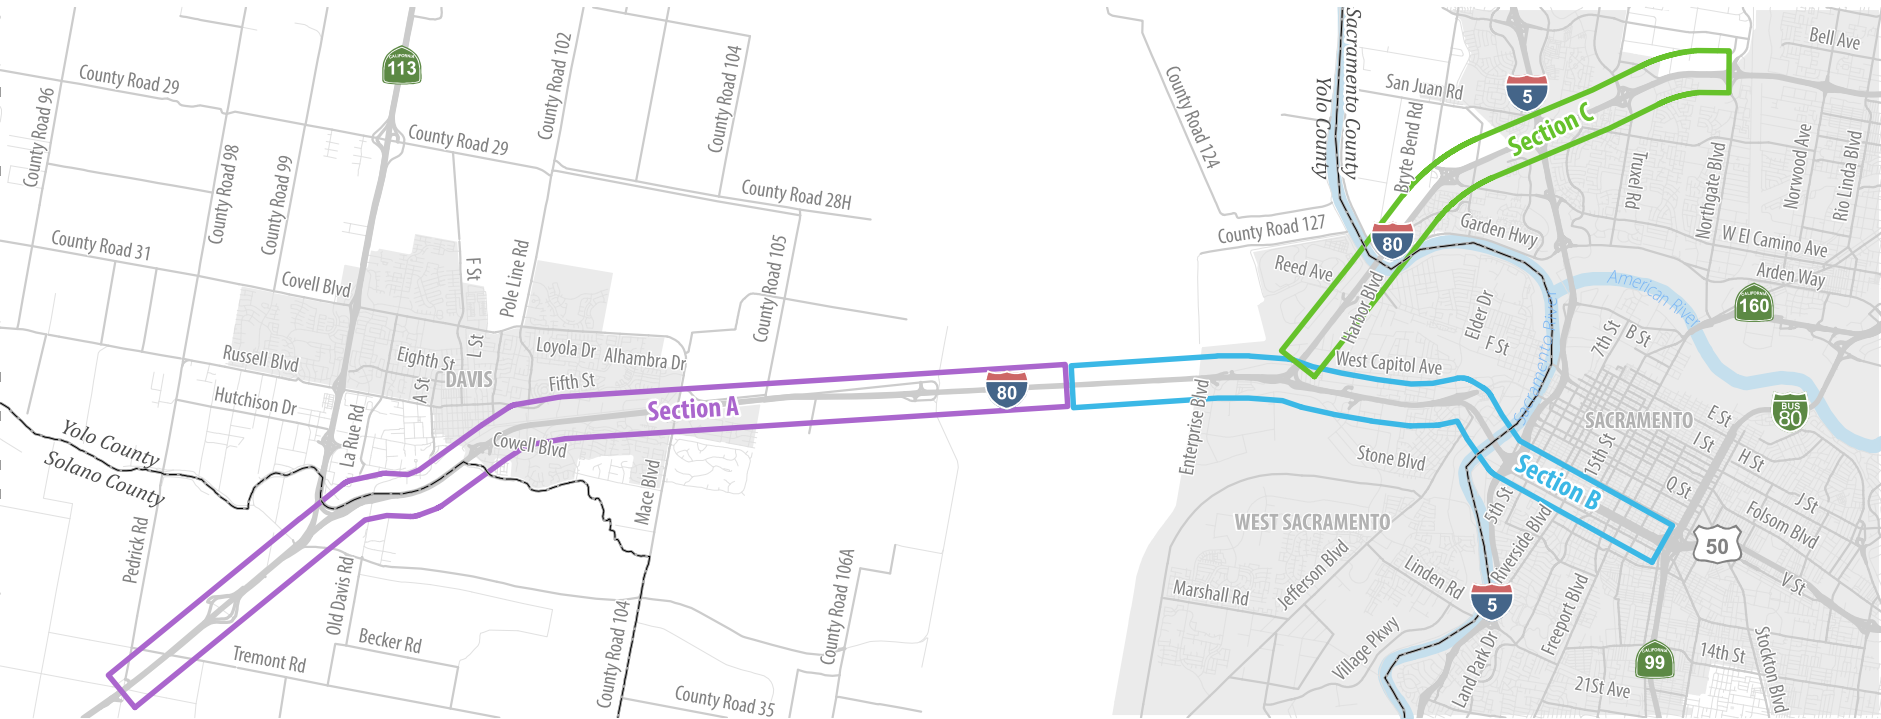 County Road 96
County Road 29
CALIFORNIA
113
County Road 102
County Road 104
County Road 98
County Road 99
County Road 29
County Road 28H
County Road 105
County Road 31
Covell Blvd
F St
Pole Line Rd
Russell Blvd
Eighth St
L St
Loyola Dr
Alhambra Dr
DAVIS
Fifth St
A St
Hutchison Dr
La Rue Rd
Section A
80
Cowell Blvd
Yolo County
Solano County
Mace Blvd
Pedrick Rd
Old Davis Rd
Becker Rd
Tremont Rd
County Road 104
County Road 106A
County Road 35
County Road 124
County Road 127
Sacramento County
Yolo County
San Juan Rd
Bryte Bend Rd
5
Section C
Bell Ave
Truxel Rd
Northgate Blvd
Norwood Ave
Rio Linda Blvd
Garden Hwy
W El Camino Ave
Arden Way
American River
CALIFORNIA
160
80
Reed Ave
Harbor Blvd
Elder Dr
F St
West Capitol Ave
Sacramento River
7th St
B St
SACRAMENTO
E St
I St
BUS
80
H St
J St
Folsom Blvd
15th St
Q St
Section B
50
V St
Enterprise Blvd
Stone Blvd
WEST SACRAMENTO
5th St
Riverside Blvd
Jefferson Blvd
Linden Rd
Marshall Rd
5
Village Pkwy
Land Park Dr
Freeport Blvd
CALIFORNIA
99
14th St
21St Ave
Stockton Blvd